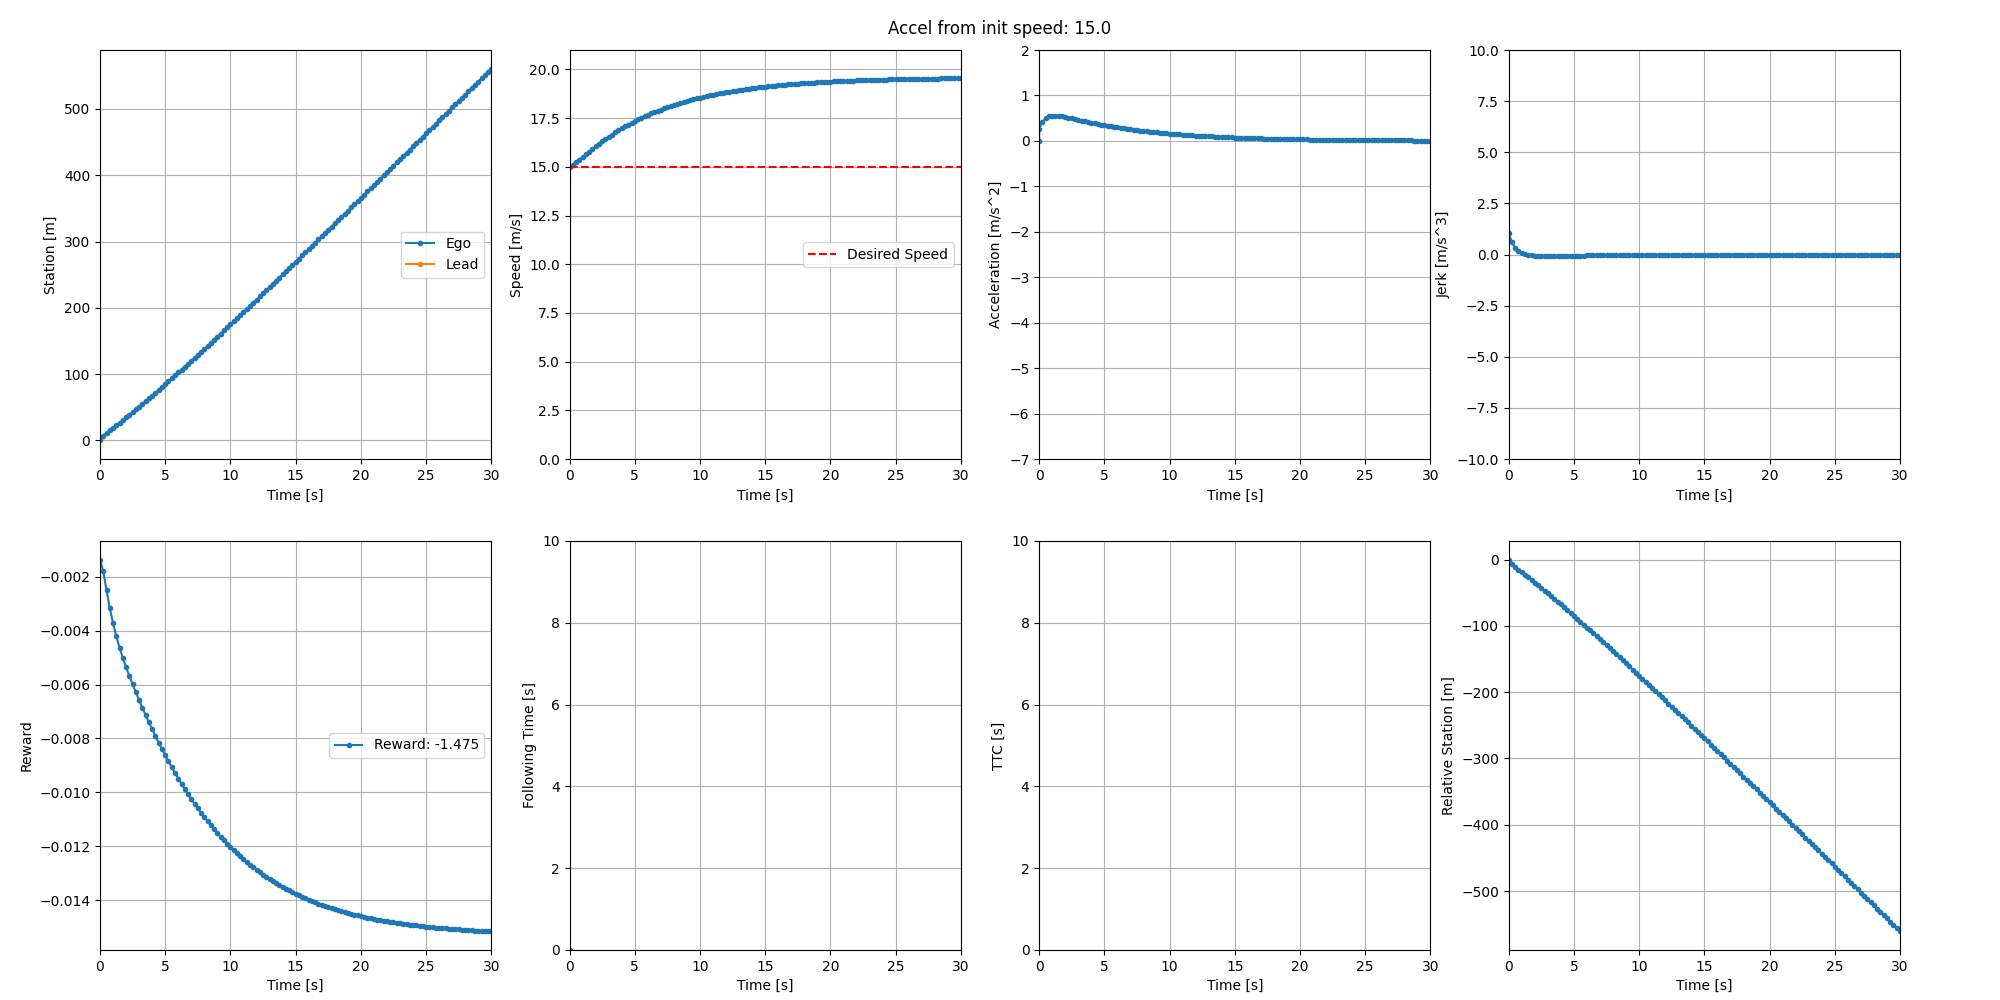 Accel from init speed: 15.0
Station [m]
500
400
300
200
100
0
0 5 10 15 20 25 30
Time [s]
Ego
Lead
Speed [m/s]
20.0
17.5
15.0
12.5
10.0
7.5
5.0
2.5
0.0
0 5 10 15 20 25 30
Time [s]
Desired Speed
Acceleration [m/s^2]
2
1
0
−1
−2
−3
−4
−5
−6
−7
0 5 10 15 20 25 30
Time [s]
Jerk [m/s^3]
10.0
7.5
5.0
2.5
0.0
−2.5
−5.0
−7.5
−10.0
0 5 10 15 20 25 30
Time [s]
Reward
−0.002
−0.004
−0.006
−0.008
−0.010
−0.012
−0.014
0 5 10 15 20 25 30
Time [s]
Reward: -1.475
Following Time [s]
10
8
6
4
2
0
0 5 10 15 20 25 30
Time [s]
TTC [s]
10
8
6
4
2
0
0 5 10 15 20 25 30
Time [s]
Relative Station [m]
0
−100
−200
−300
−400
−500
0 5 10 15 20 25 30
Time [s]